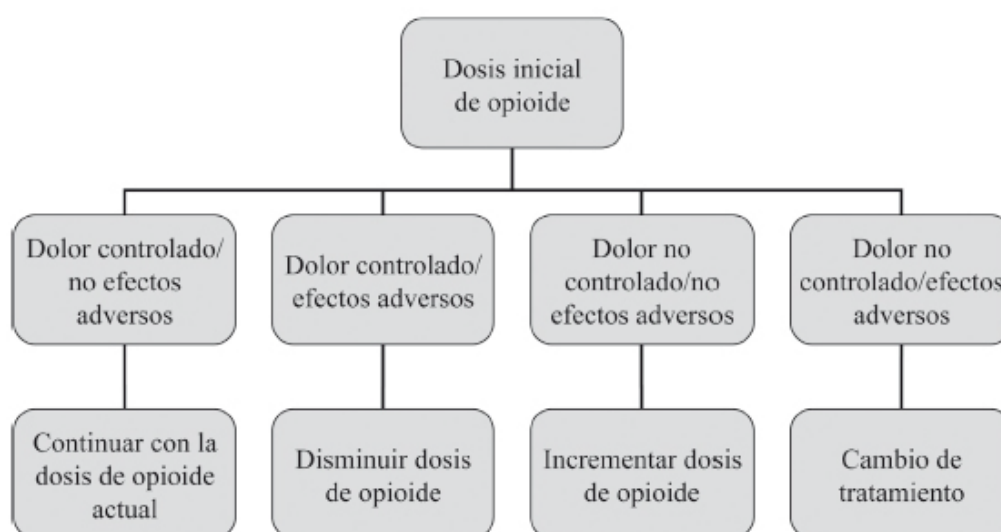 Dosis inicial
de opioide
Dolor controlado/
no efectos
adversos
Dolor controlado/
efectos adversos
Dolor no
controlado/no
efectos adversos
Dolor no
controlado/efectos
adversos
Continuar con la
dosis de opioide
actual
Disminuir dosis
de opioide
Incrementar dosis
de opioide
Cambio de
tratamiento